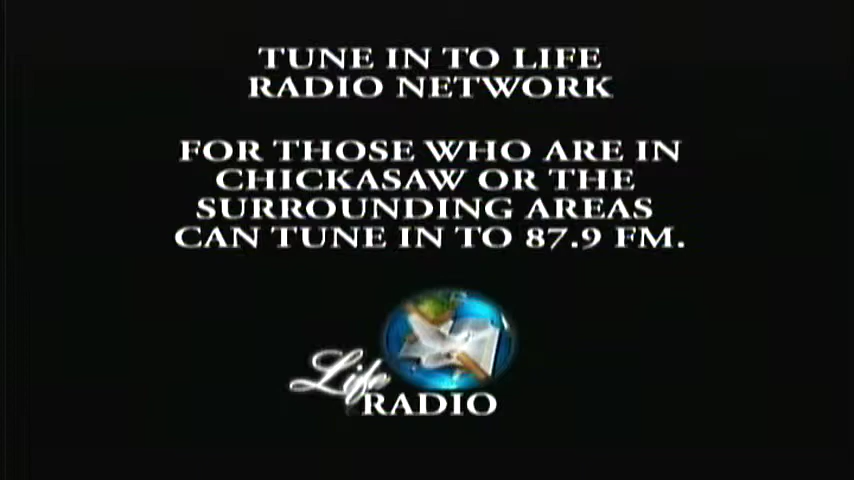 TUNE IN TO LIFE
RADIO NETWORK
FOR THOSE WHO ARE IN
CHICKASAW OR THE
SURROUNDING AREAS
CAN TUNE IN TO 87.9 FM.
Life
RADIO